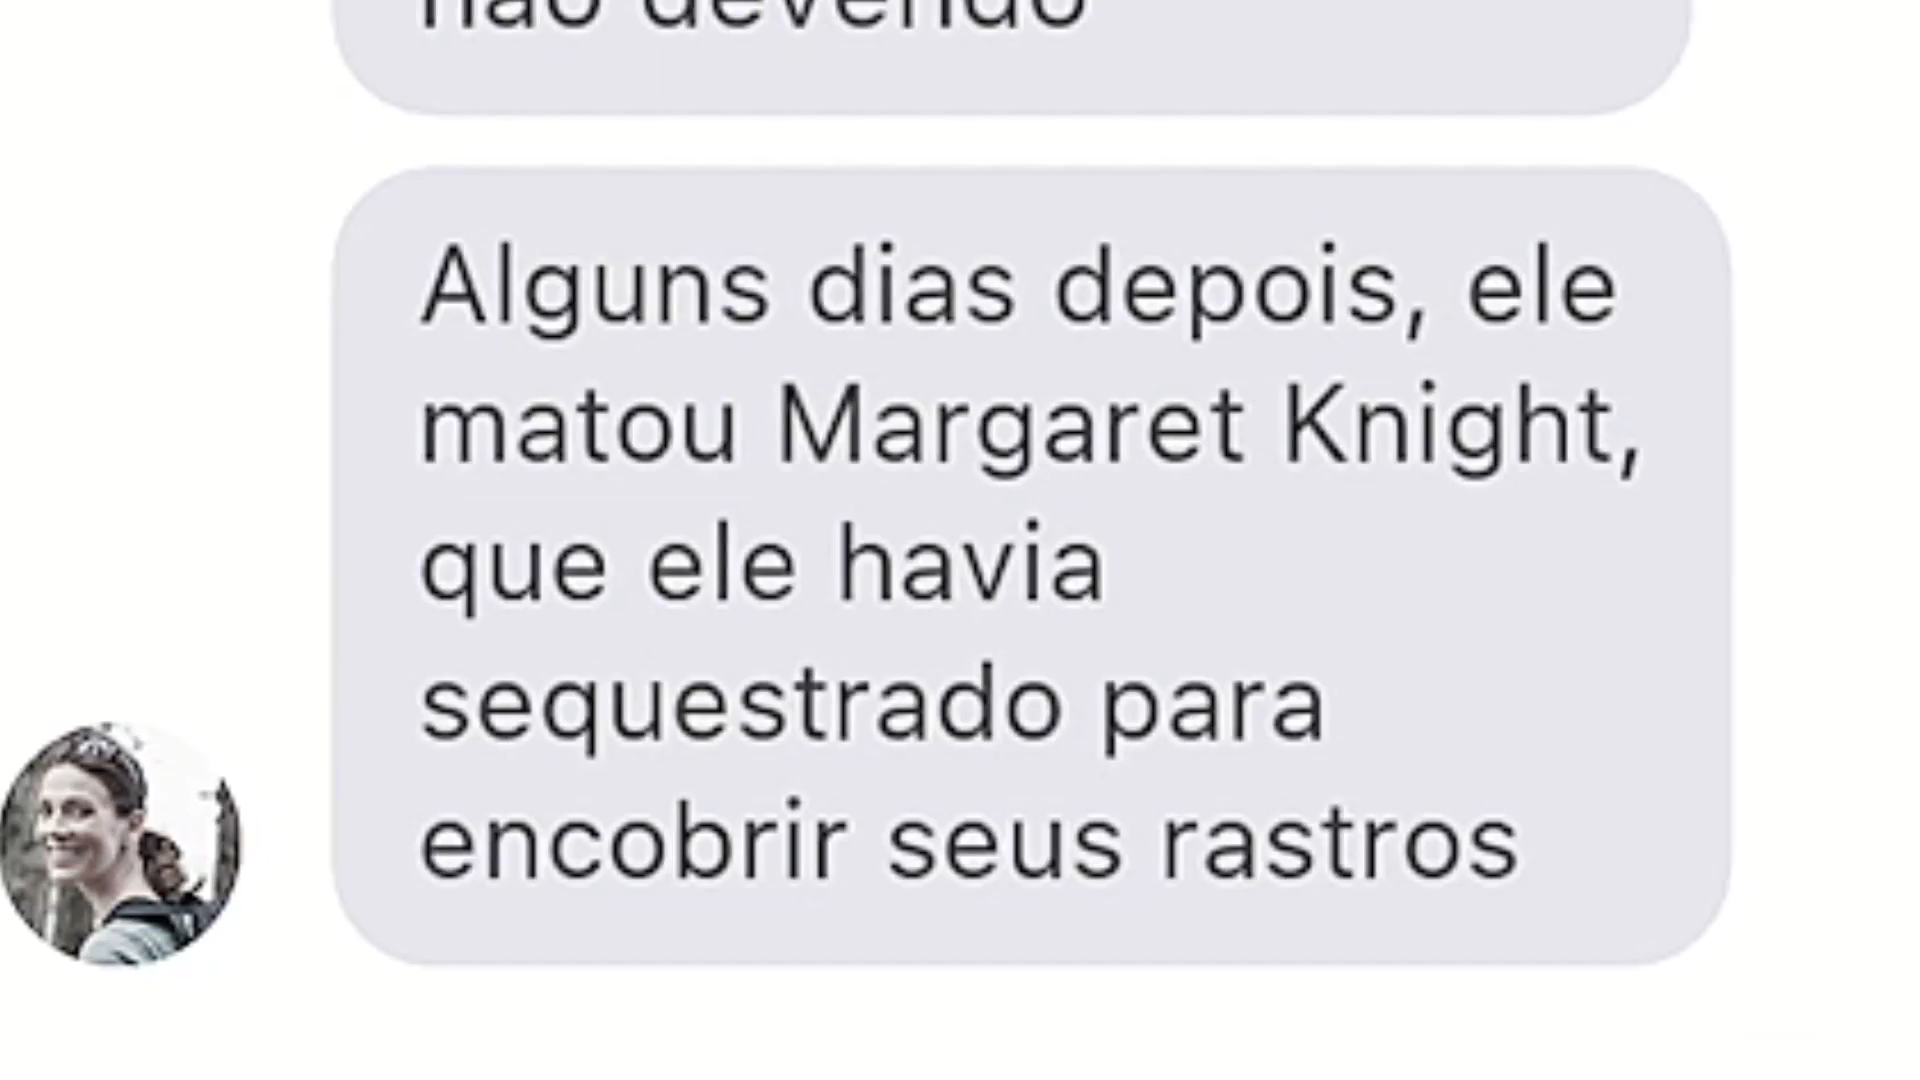 não devendo
Alguns dias depois, ele
matou Margaret Knight,
que ele havia
sequestrado para
encobrir seus rastros